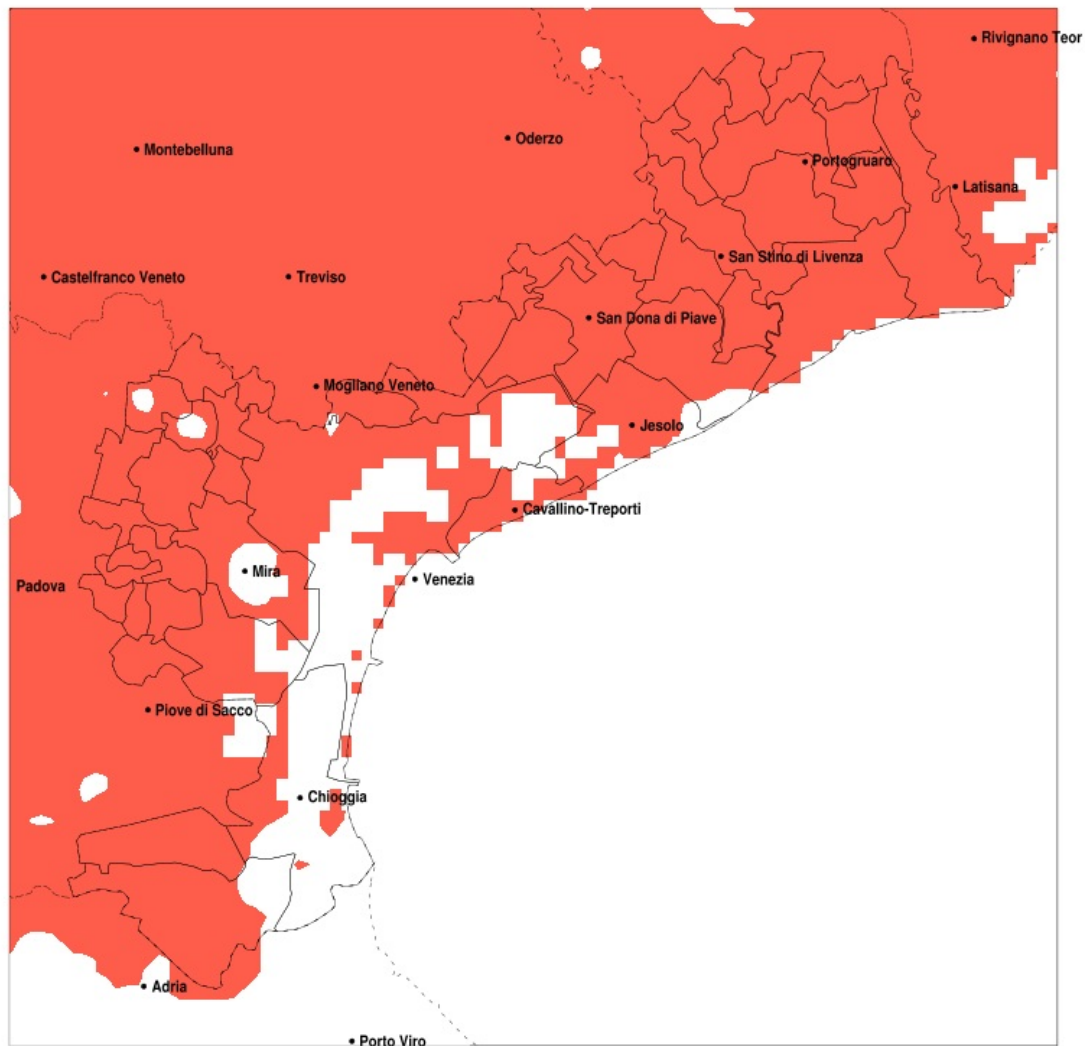 Rivignano Teor
Oderzo
Montebelluna
Portogruaro
Latisana
San Stino di Livenza
Castelfranco Veneto
Treviso
San Dona di Piave
Mogliano Veneto
Jesolo
Cavallino-Treporti
Mira
Venezia
Padova
Piove di Sacco
Chioggia
Adria
Porto Viro